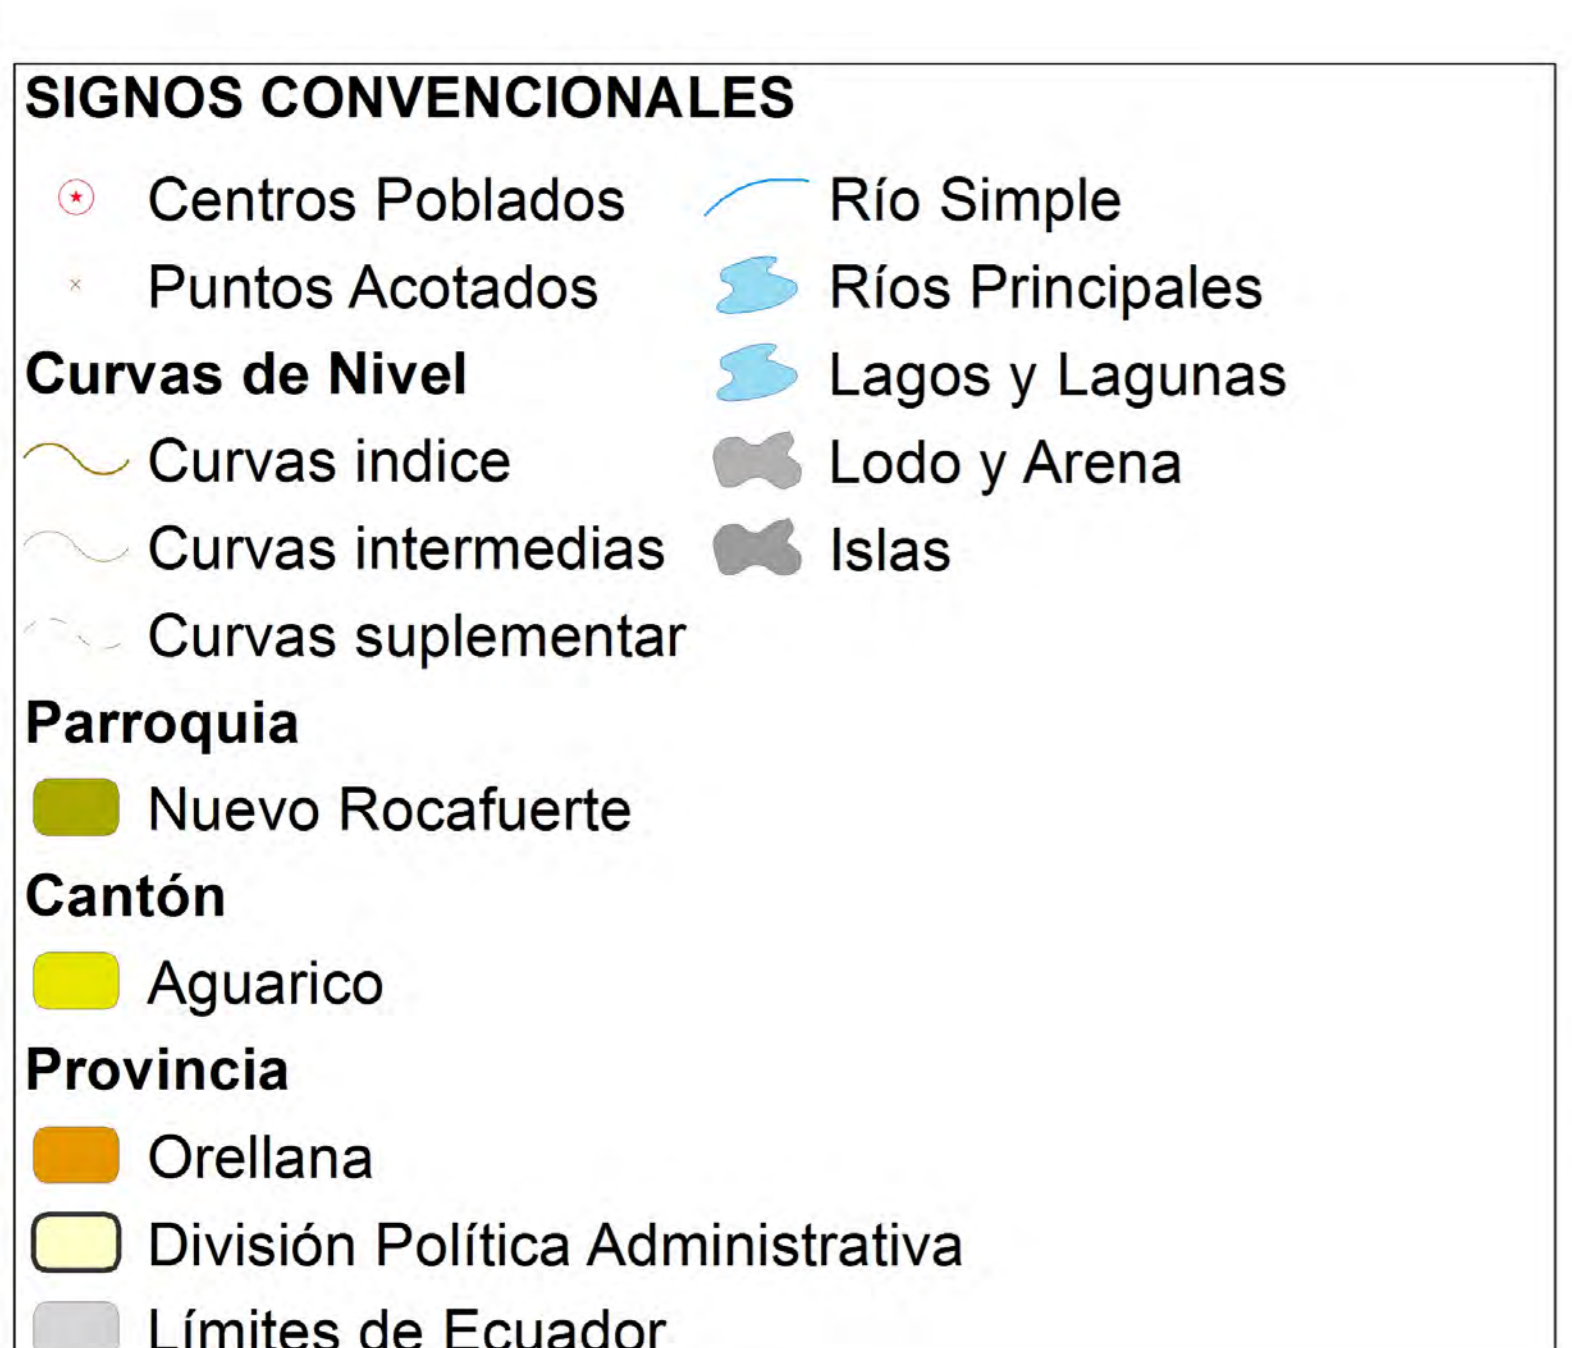 SIGNOS CONVENCIONALES
Centros Poblados
Puntos Acotados
Curvas de Nivel
Curvas indice
Curvas intermedias
Curvas suplementar
Parroquia
Nuevo Rocafuerte
Cantón
Aguarico
Provincia
Orellana
División Política Administrativa
Límites de Ecuador
Río Simple
Ríos Principales
Lagos y Lagunas
Lodo y Arena
Islas